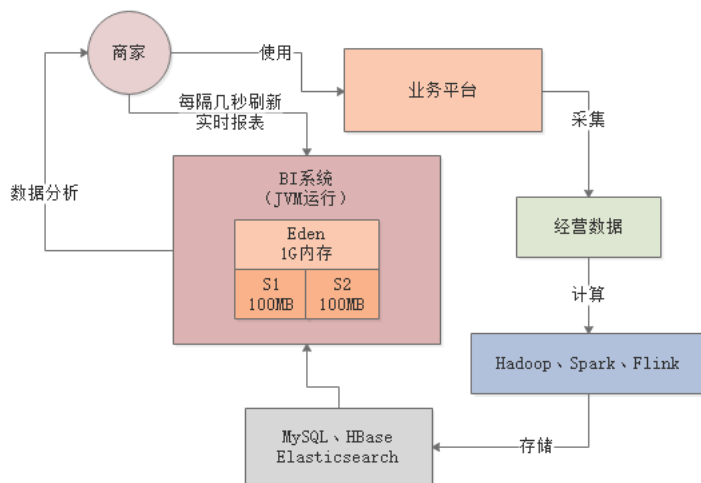 商家
使用
业务平台
每隔几秒刷新
实时报表
采集
BI系统
（JVM运行）
数据分析
Eden
1G内存
经营数据
S1
100MB
S2
100MB
计算
Hadoop、Spark、Flink
MySQL、HBase
Elasticsearch
存储